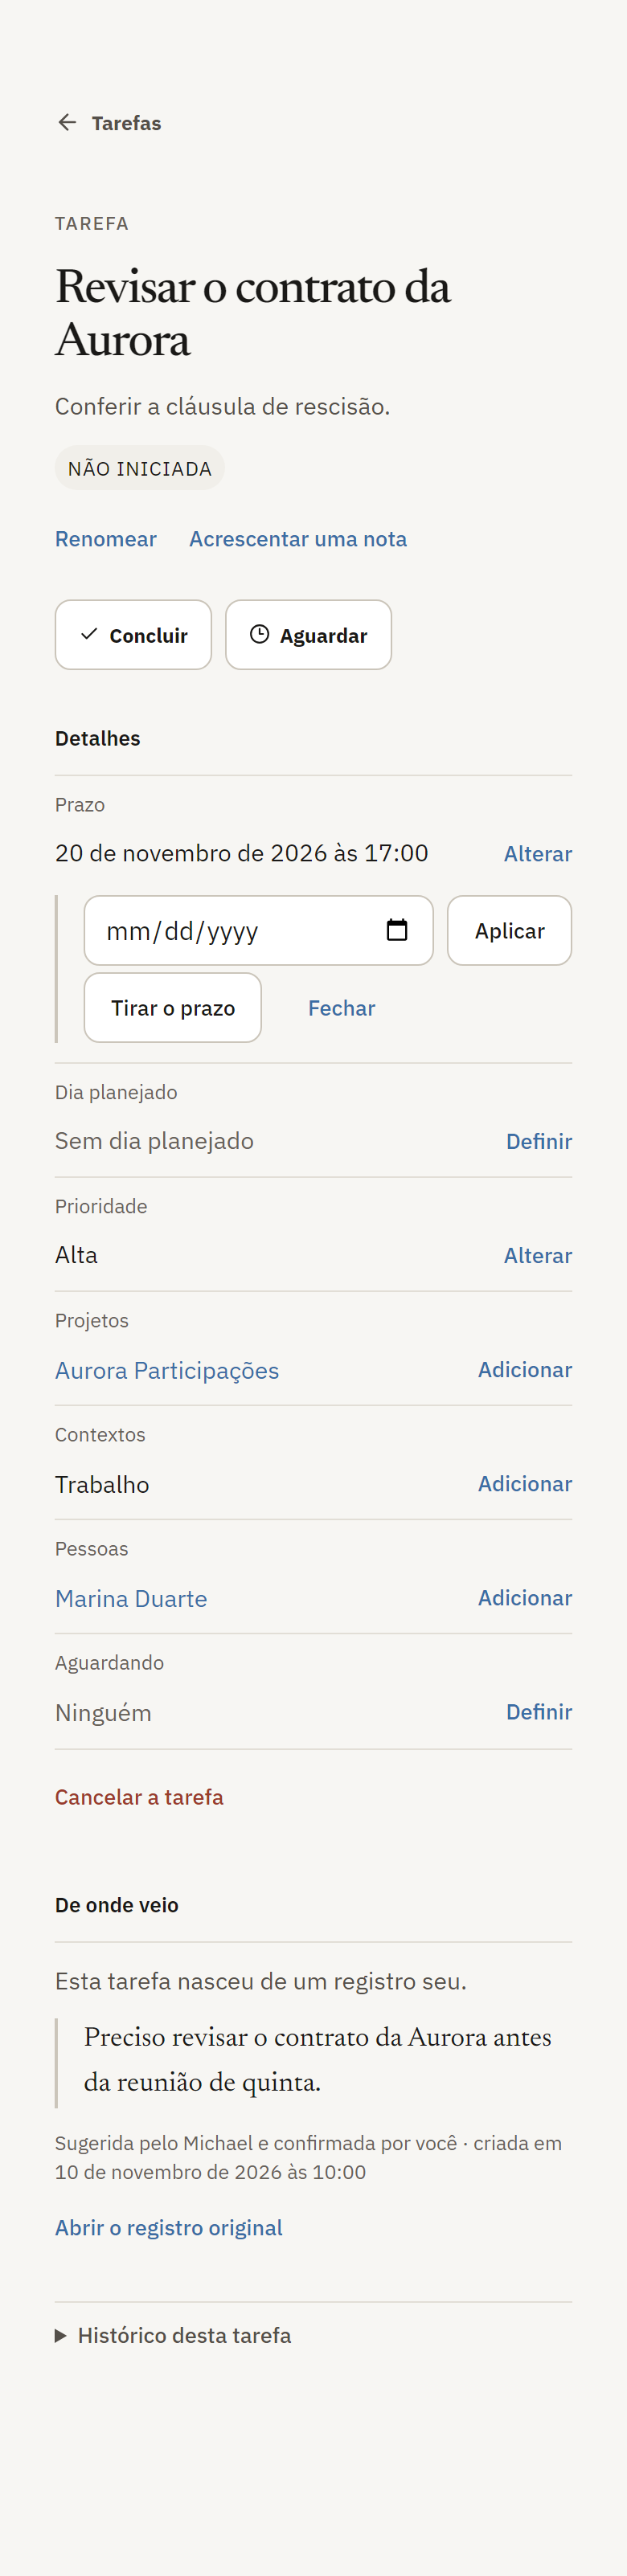 Tarefas
TAREFA
Revisar o contrato da
Aurora
Conferir a cláusula de rescisão.
NÃO INICIADA
Renomear Acrescentar uma nota
Concluir Aguardar
Detalhes
Prazo
20 de novembro de 2026 às 17:00 Alterar
mm/dd/yyyy Aplicar
Tirar o prazo Fechar
Dia planejado
Sem dia planejado Definir
Prioridade
Alta Alterar
Projetos
Aurora Participações Adicionar
Contextos
Trabalho Adicionar
Pessoas
Marina Duarte Adicionar
Aguardando
Ninguém Definir
Cancelar a tarefa
De onde veio
Esta tarefa nasceu de um registro seu.
Preciso revisar o contrato da Aurora antes
da reunião de quinta.
Sugerida pelo Michael e confirmada por você · criada em
10 de novembro de 2026 às 10:00
Abrir o registro original
Histórico desta tarefa